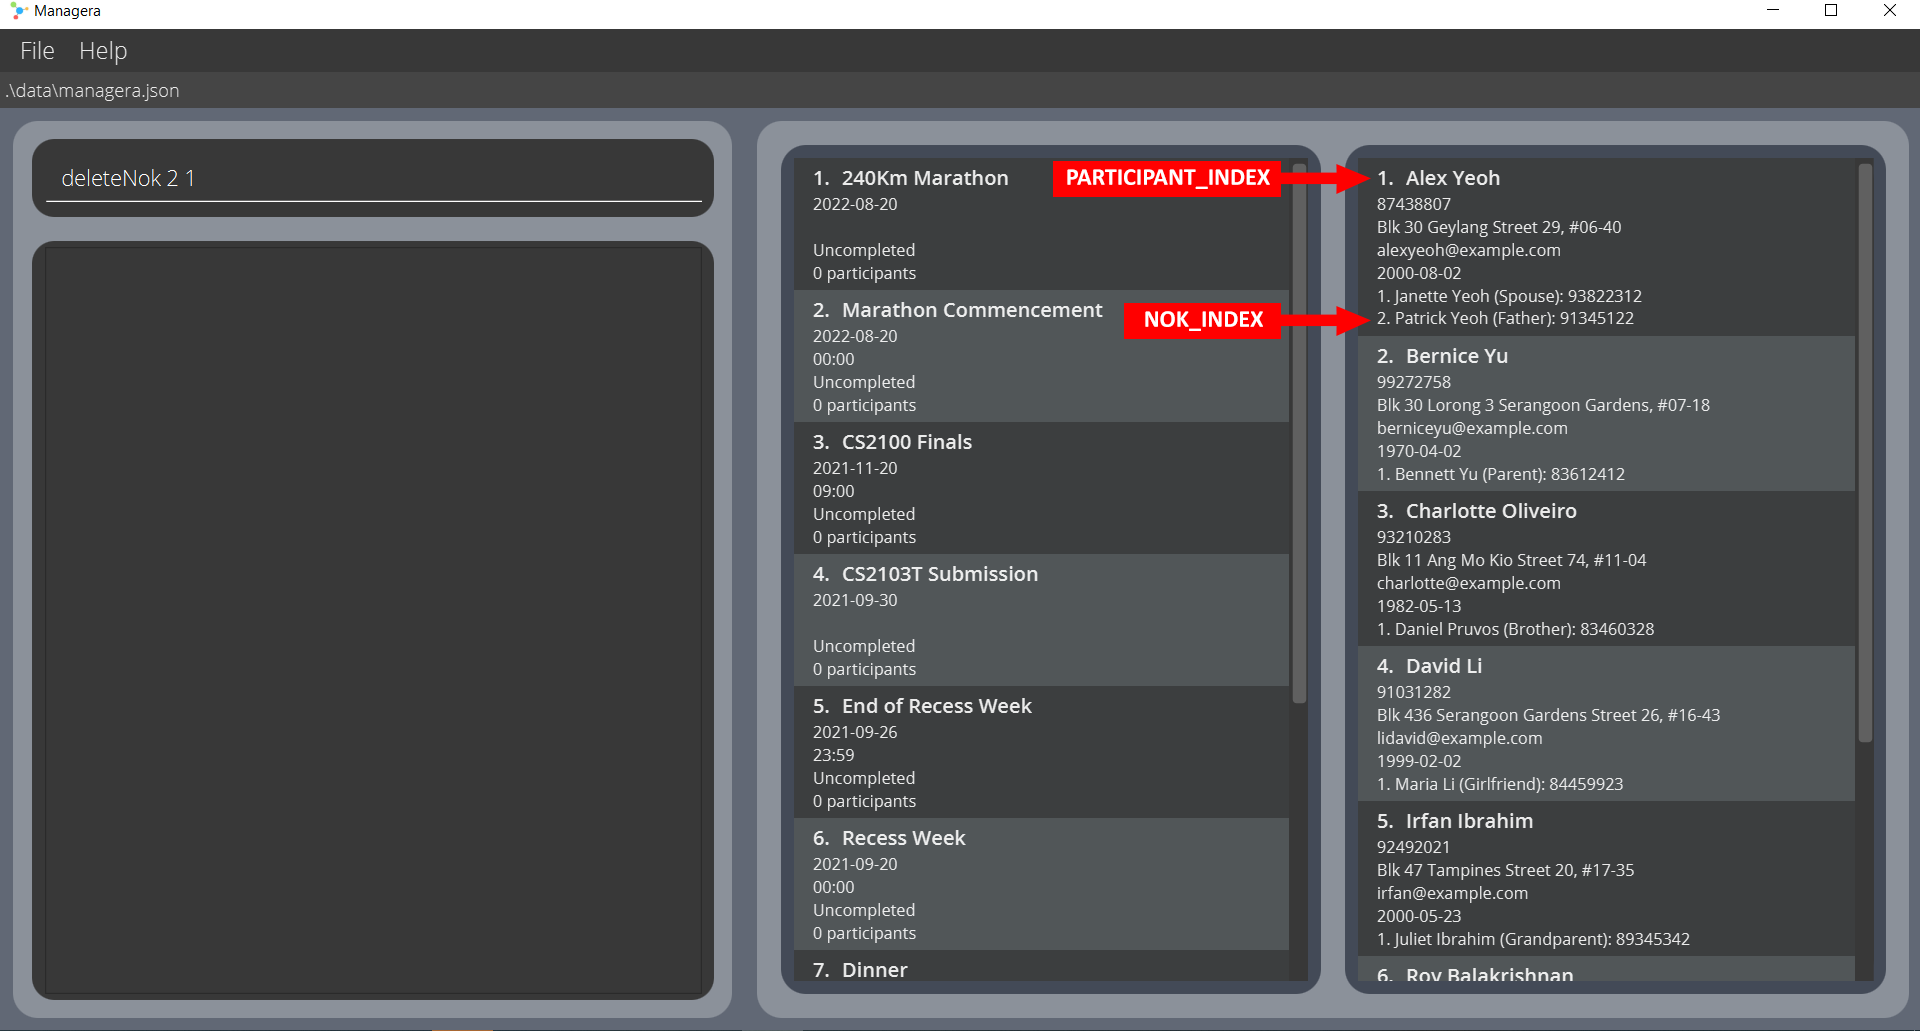 Managera
File Help
.\data\managera.json
deleteNok 2 1
1. 240Km Marathon
2022-08-20
Uncompleted
0 participants
2. Marathon Commencement
2022-08-20
00:00
Uncompleted
0 participants
3. CS2100 Finals
2021-11-20
09:00
Uncompleted
0 participants
4. CS2103T Submission
2021-09-30
Uncompleted
0 participants
5. End of Recess Week
2021-09-26
23:59
Uncompleted
0 participants
6. Recess Week
2021-09-20
00:00
Uncompleted
0 participants
7. Dinner
PARTICIPANT_INDEX
NOK_INDEX
1. Alex Yeoh
87438807
Blk 30 Geylang Street 29, #06-40
alexyeoh@example.com
2000-08-02
1. Janette Yeoh (Spouse): 93822312
2. Patrick Yeoh (Father): 91345122
2. Bernice Yu
99272758
Blk 30 Lorong 3 Serangoon Gardens, #07-18
berniceyu@example.com
1970-04-02
1. Bennett Yu (Parent): 83612412
3. Charlotte Oliveiro
93210283
Blk 11 Ang Mo Kio Street 74, #11-04
charlotte@example.com
1982-05-13
1. Daniel Pruvos (Brother): 83460328
4. David Li
91031282
Blk 436 Serangoon Gardens Street 26, #16-43
lidavid@example.com
1999-02-02
1. Maria Li (Girlfriend): 84459923
5. Irfan Ibrahim
92492021
Blk 47 Tampines Street 20, #17-35
irfan@example.com
2000-05-23
1. Juliet Ibrahim (Grandparent): 89345342
6. Roy Balakrishnan